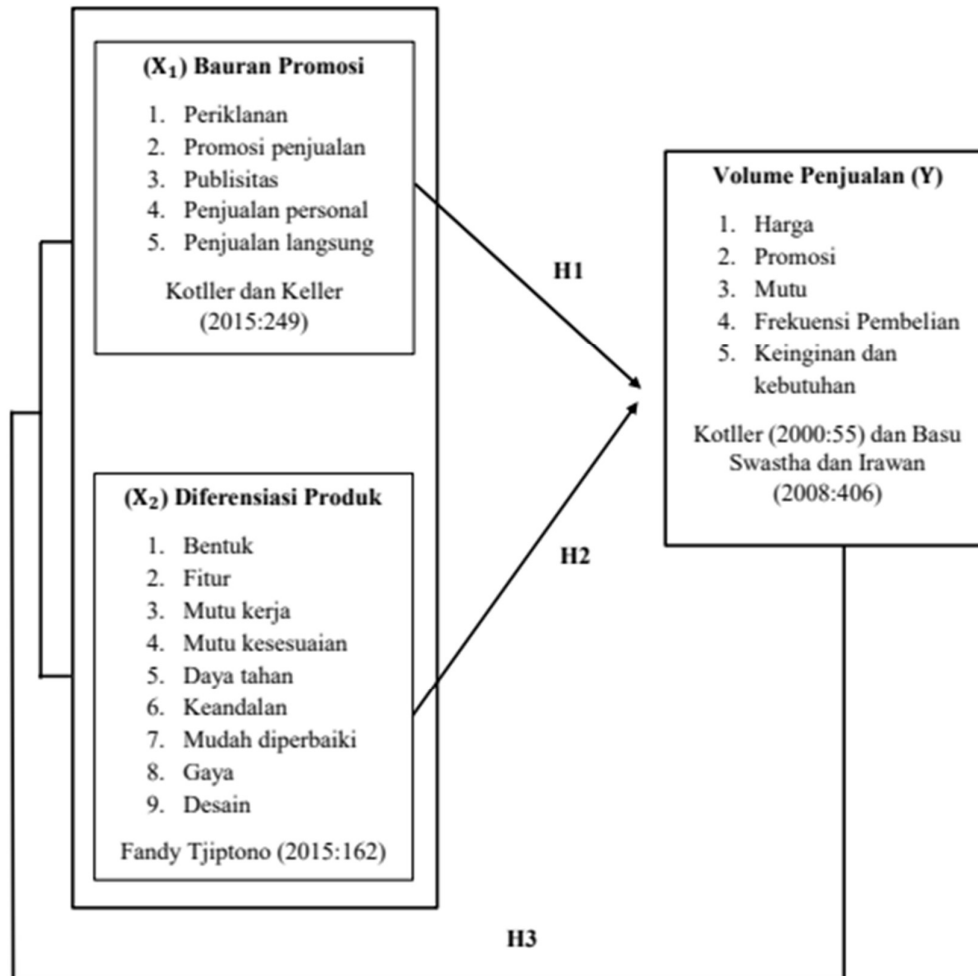 (X₁) Bauran Promosi
1. Periklanan
2. Promosi penjualan
3. Publisitas
4. Penjualan personal
5. Penjualan langsung
Kotller dan Keller
(2015:249)
H1
Volume Penjualan (Y)
1. Harga
2. Promosi
3. Mutu
4. Frekuensi Pembelian
5. Keinginan dan
kebutuhan
Kotller (2000:55) dan Basu
Swastha dan Irawan
(2008:406)
(X₂) Diferensiasi Produk
1. Bentuk
2. Fitur
3. Mutu kerja
4. Mutu kesesuaian
5. Daya tahan
6. Keandalan
7. Mudah diperbaiki
8. Gaya
9. Desain
Fandy Tjiptono (2015:162)
H2
H3